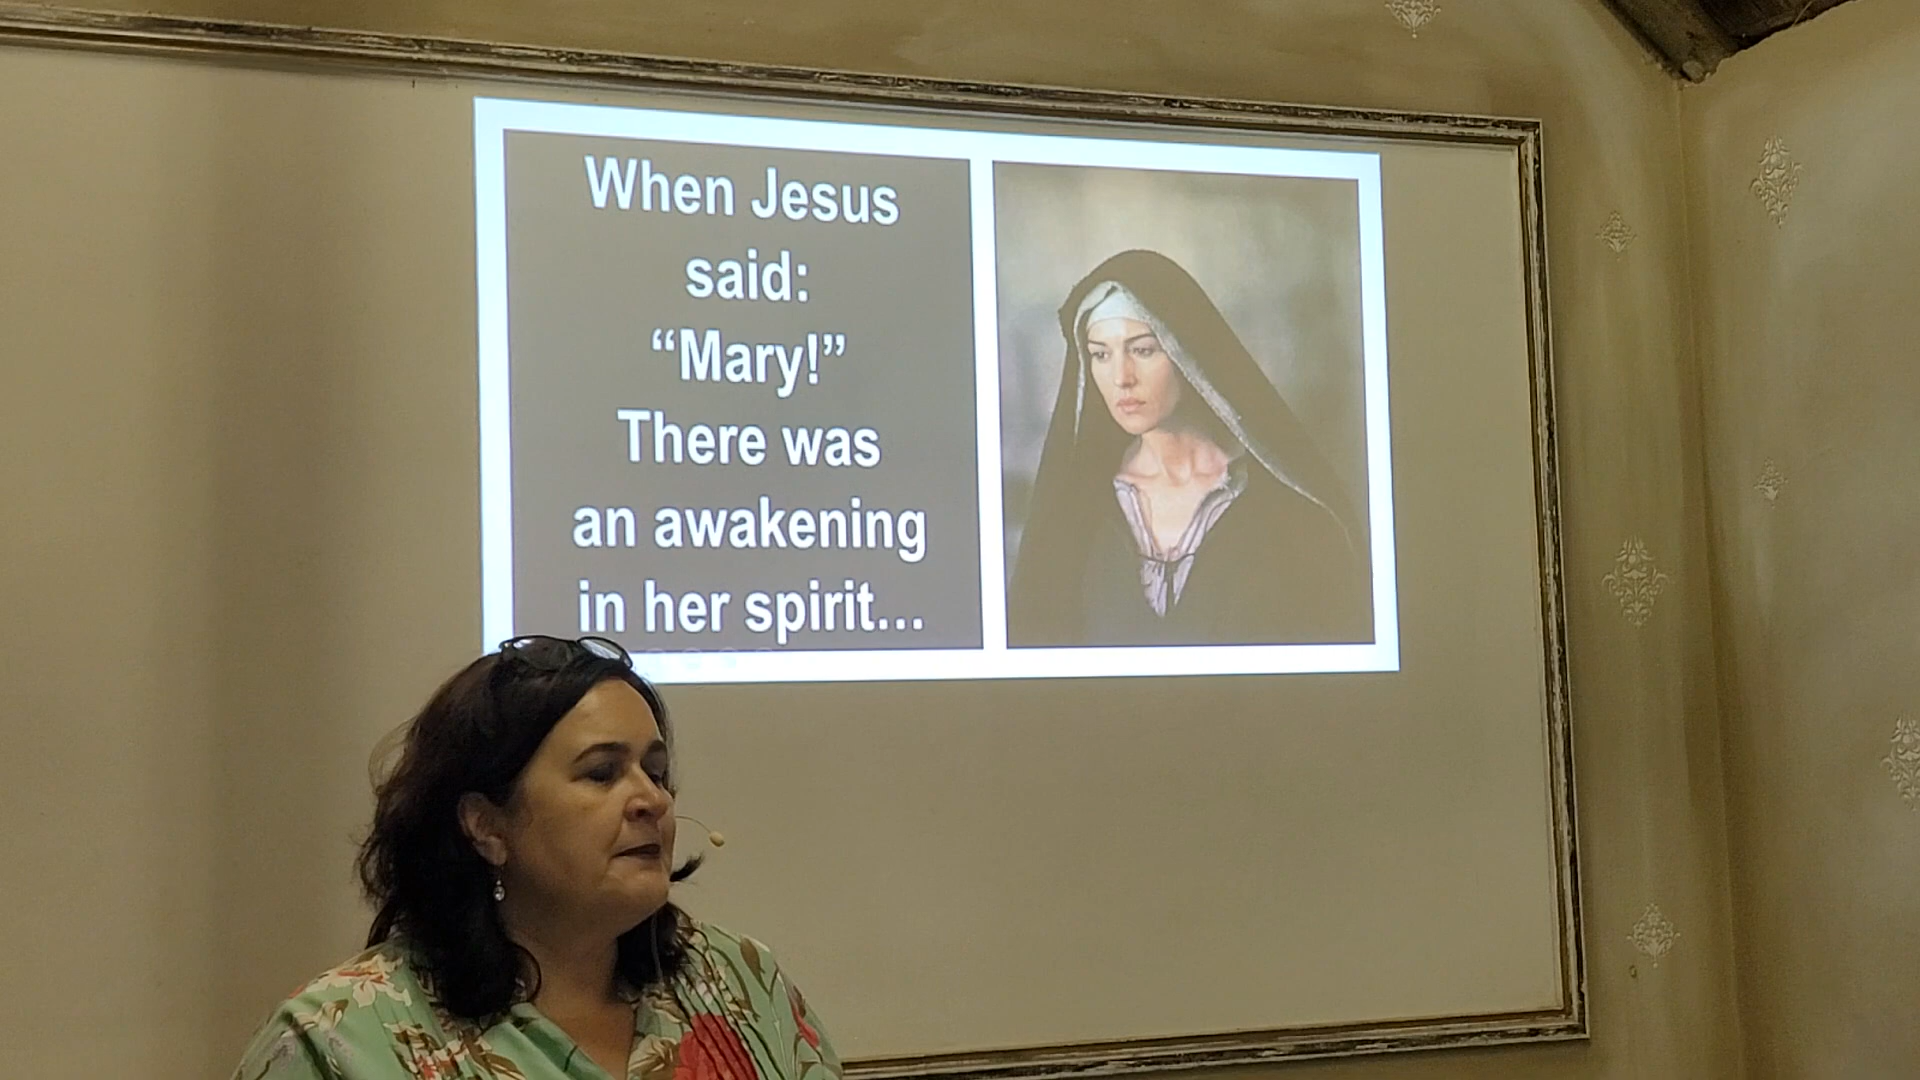 When Jesus
said:
“Mary!”
There was
an awakening
in her spirit...